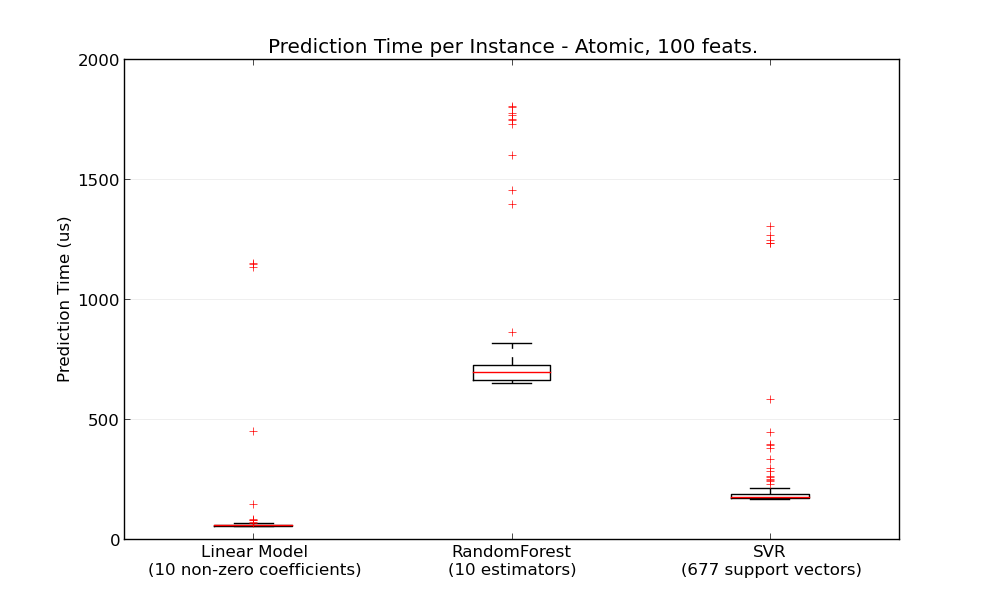 Prediction Time per Instance - Atomic, 100 feats.
2000
1500
1000
500
0
Prediction Time (us)
Linear Model
(10 non-zero coefficients)
RandomForest
(10 estimators)
SVR
(677 support vectors)